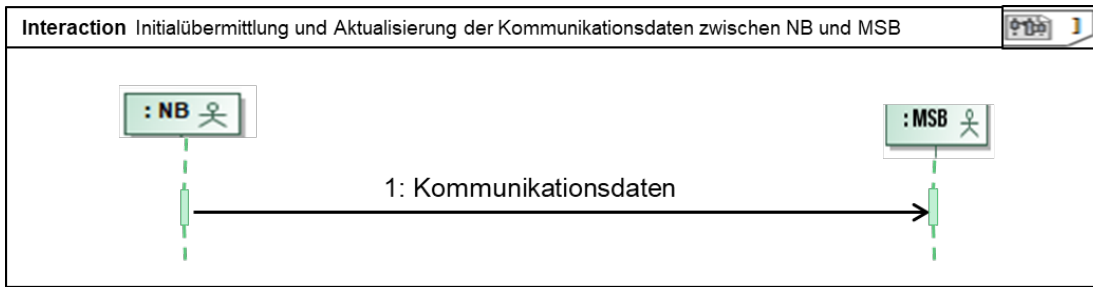 Interaction Initialübermittlung und Aktualisierung der Kommunikationsdaten zwischen NB und MSB
: NB
: MSB
1: Kommunikationsdaten